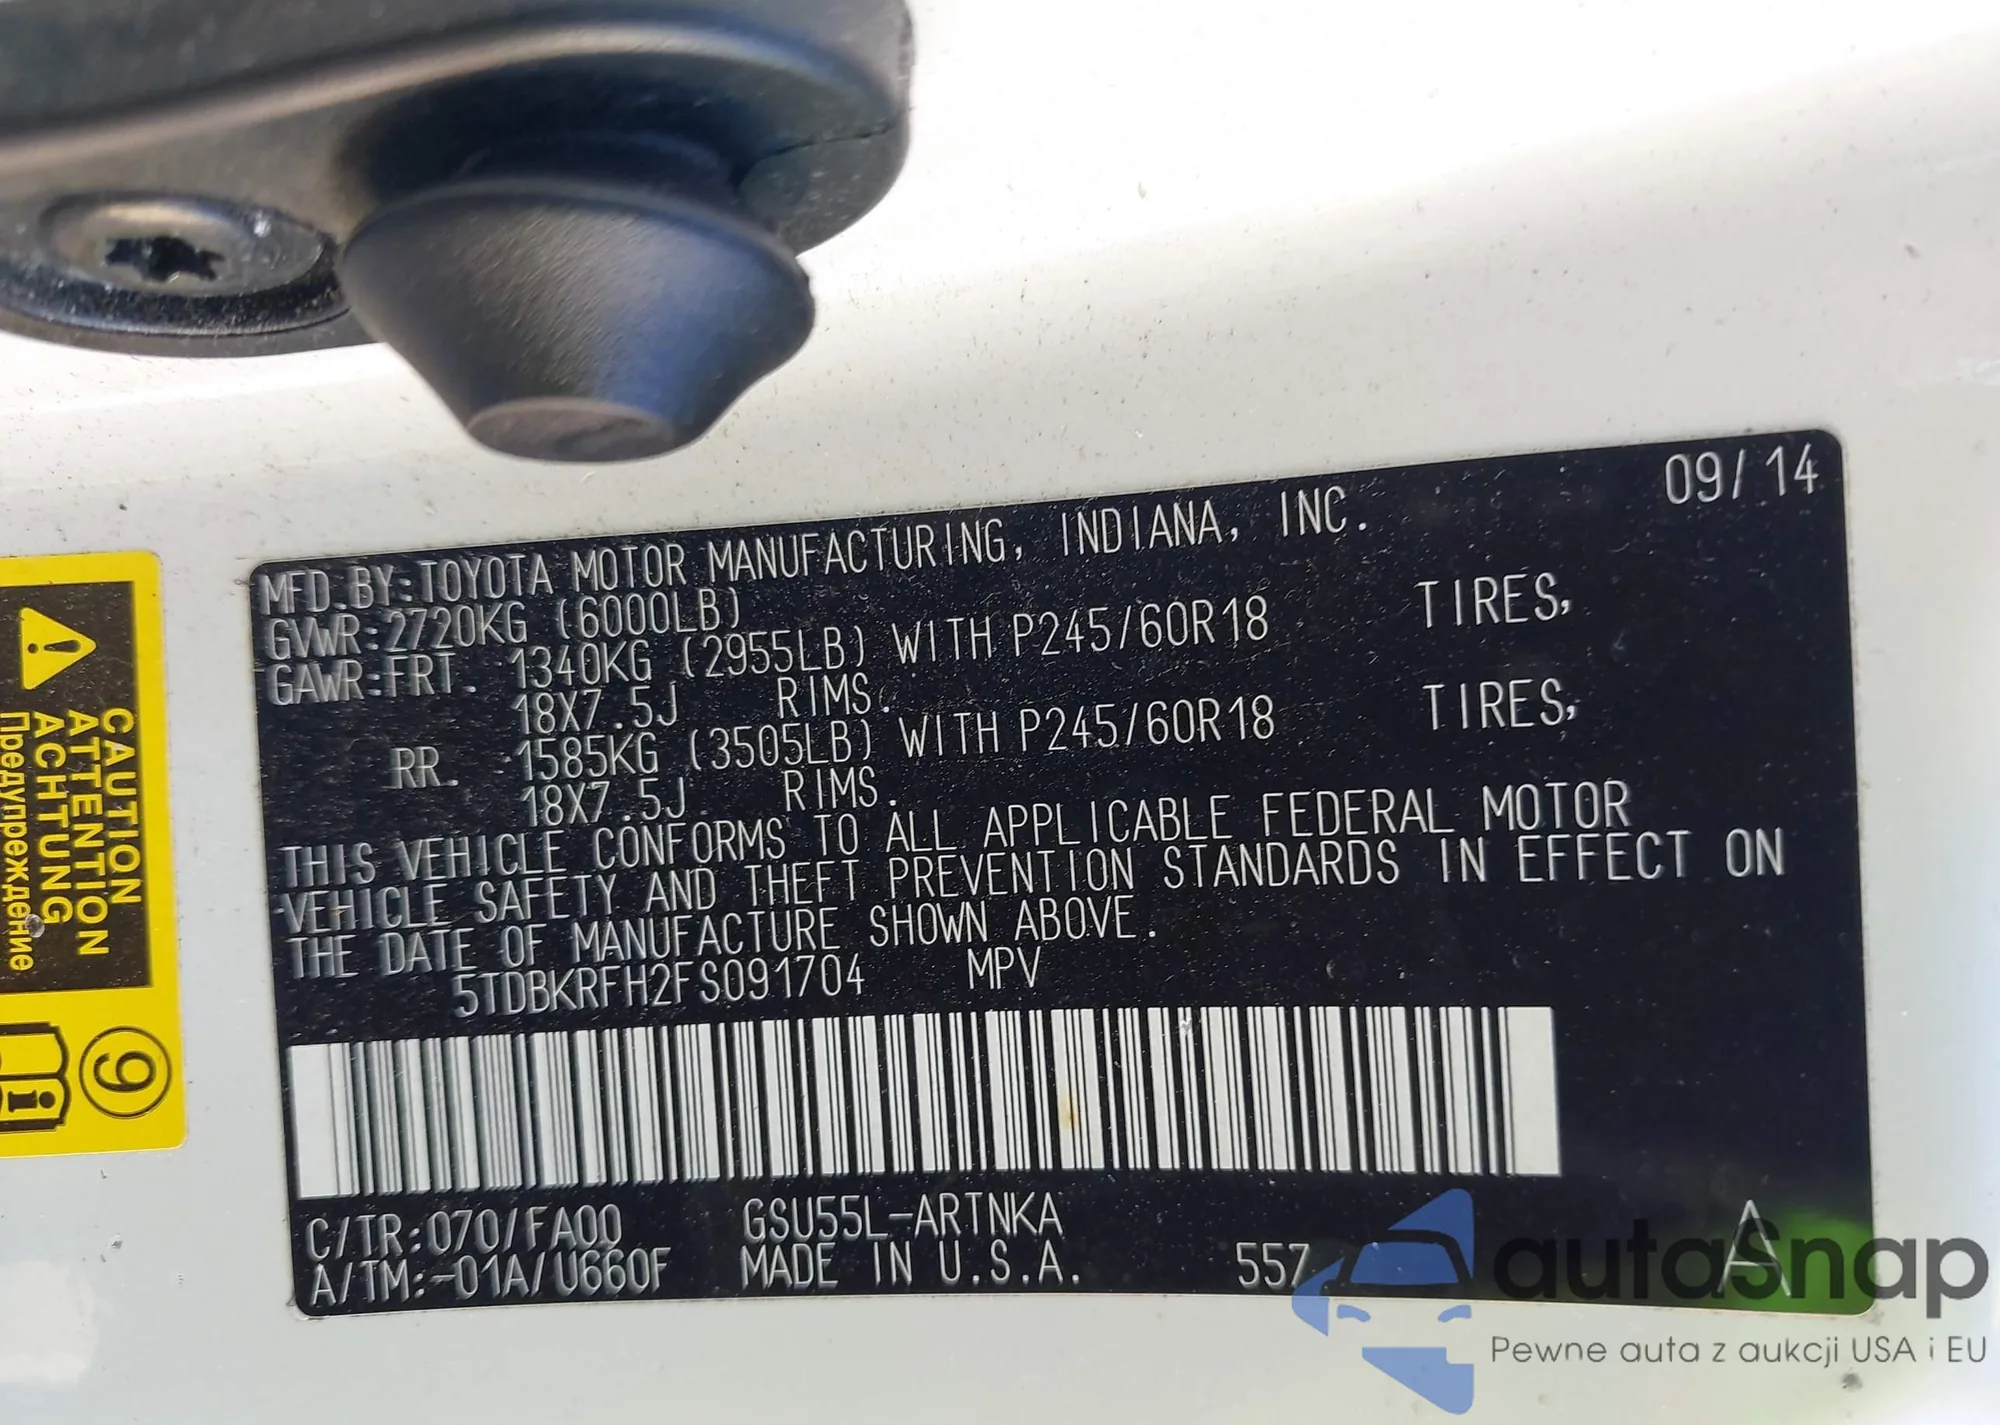 09/14
MFD.BY:TOYOTA MOTOR MANUFACTURING, INDIANA, INC.
GVWR:2720KG (6000LB)
GAWR:FRT. 1340KG (2955LB) WITH P245/60R18 TIRES,
18X7.5J RIMS.
RR. 1585KG (3505LB) WITH P245/60R18 TIRES,
18X7.5J RIMS.
THIS VEHICLE CONFORMS TO ALL APPLICABLE FEDERAL MOTOR
VEHICLE SAFETY AND THEFT PREVENTION STANDARDS IN EFFECT ON
THE DATE OF MANUFACTURE SHOWN ABOVE.
5TDBKRFH2FS091704 MPV
C/TR:070/FA00 GSU55L-ARTNKA
A/TM:-01A/U660F MADE IN U.S.A. 557 A
CAUTION
ATTENTION
ACHTUNG
Предупреждение
9
i
autoSnap
Pewne auta z aukcji USA i EU